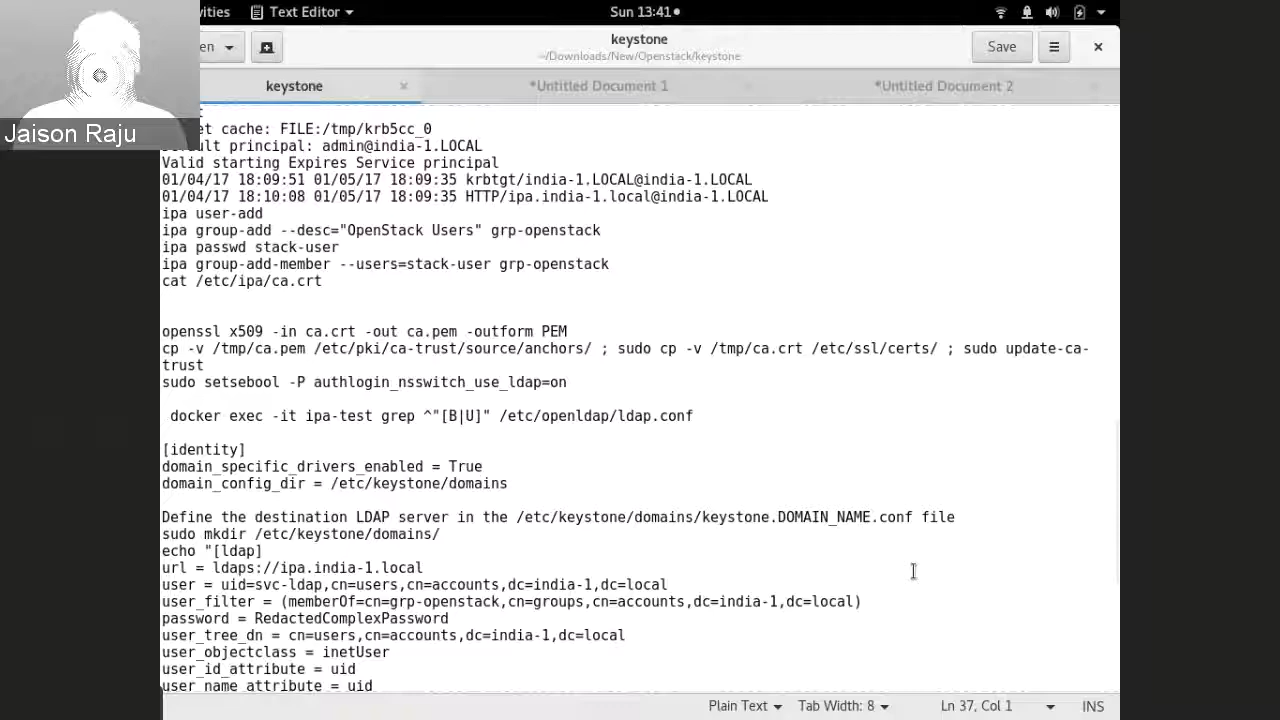 vities Text Editor Sun 13:41
en keystone Save
~/Downloads/New/Openstack/keystone
keystone *Untitled Document 1 *Untitled Document 2
Jaison Raju
et cache: FILE:/tmp/krb5cc_0
principal: admin@india-1.LOCAL
Valid starting Expires Service principal
01/04/17 18:09:51 01/05/17 18:09:35 krbtgt/india-1.LOCAL@india-1.LOCAL
01/04/17 18:10:08 01/05/17 18:09:35 HTTP/ipa.india-1.local@india-1.LOCAL
ipa user-add
ipa group-add --desc="OpenStack Users" grp-openstack
ipa passwd stack-user
ipa group-add-member --users=stack-user grp-openstack
cat /etc/ipa/ca.crt
openssl x509 -in ca.crt -out ca.pem -outform PEM
cp -v /tmp/ca.pem /etc/pki/ca-trust/source/anchors/ ; sudo cp -v /tmp/ca.crt /etc/ssl/certs/ ; sudo update-ca-
trust
sudo setsebool -P authlogin_nsswitch_use_ldap=on
docker exec -it ipa-test grep ^"[B|U]" /etc/openldap/ldap.conf
[identity]
domain_specific_drivers_enabled = True
domain_config_dir = /etc/keystone/domains
Define the destination LDAP server in the /etc/keystone/domains/keystone.DOMAIN_NAME.conf file
sudo mkdir /etc/keystone/domains/
echo "[ldap]
url = ldaps://ipa.india-1.local
user = uid=svc-ldap,cn=users,cn=accounts,dc=india-1,dc=local
user_filter = (memberOf=cn=grp-openstack,cn=groups,cn=accounts,dc=india-1,dc=local)
password = RedactedComplexPassword
user_tree_dn = cn=users,cn=accounts,dc=india-1,dc=local
user_objectclass = inetUser
user_id_attribute = uid
user_name_attribute = uid
Plain Text Tab Width: 8 Ln 37, Col 1 INS